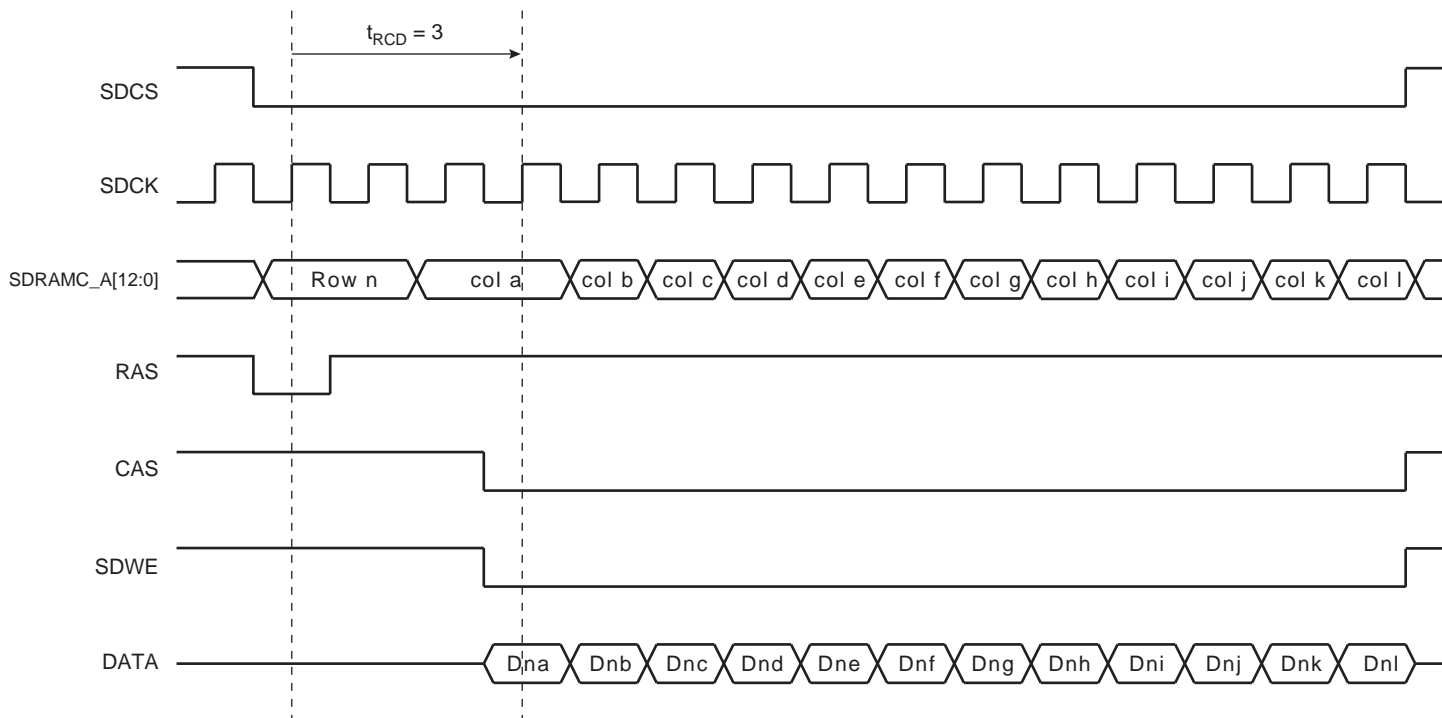 tRCD = 3
SDCS
SDCK
SDRAMC_A[12:0] Row n col a col b col c col d col e col f col g col h col i col j col k col l
RAS
CAS
SDWE
DATA Dna Dnb Dnc Dnd Dne Dnf Dng Dnh Dni Dnj Dnk Dnl